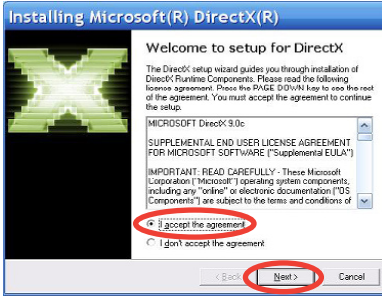 Installing Microsoft(R) DirectX(R)
Welcome to setup for DirectX
The DirectX setup wizard guides you through installation of
DirectX Runtime Components. Please read the following
license agreement. Press the PAGE DOWN key to see the rest
of the agreement. You must accept the agreement to continue
the setup.
MICROSOFT DirectX 9.0c
SUPPLEMENTAL END USER LICENSE AGREEMENT
FOR MICROSOFT SOFTWARE ("Supplemental EULA")
IMPORTANT: READ CAREFULLY - These Microsoft
Corporation ("Microsoft") operating system components,
including any "online" or electronic documentation ("OS
Components") are subject to the terms and conditions of
I accept the agreement
I don't accept the agreement
< Back
Next >
Cancel